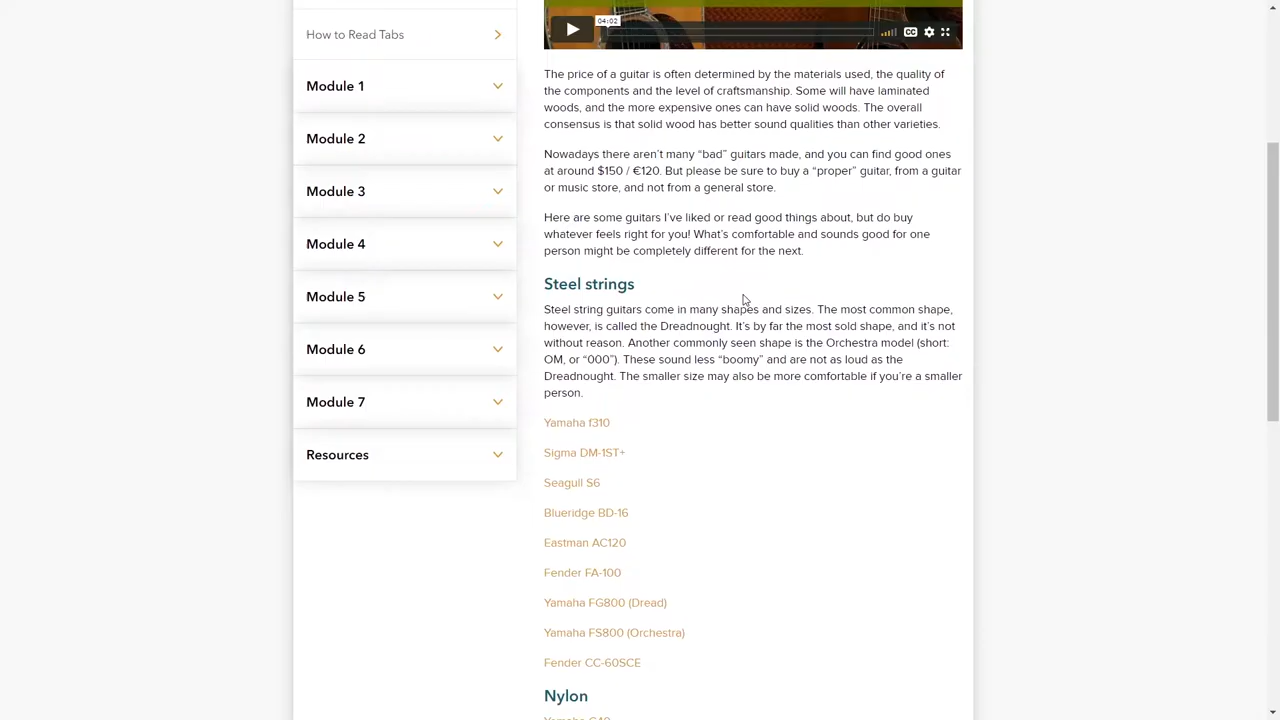 How to Read Tabs
Module 1
Module 2
Module 3
Module 4
Module 5
Module 6
Module 7
Resources
04:02
CC
The price of a guitar is often determined by the materials used, the quality of
the components and the level of craftsmanship. Some will have laminated
woods, and the more expensive ones can have solid woods. The overall
consensus is that solid wood has better sound qualities than other varieties.
Nowadays there aren't many “bad” guitars made, and you can find good ones
at around $150 / €120. But please be sure to buy a “proper” guitar, from a guitar
or music store, and not from a general store.
Here are some guitars I've liked or read good things about, but do buy
whatever feels right for you! What's comfortable and sounds good for one
person might be completely different for the next.
Steel strings
Steel string guitars come in many shapes and sizes. The most common shape,
however, is called the Dreadnought. It's by far the most sold shape, and it's not
without reason. Another commonly seen shape is the Orchestra model (short:
OM, or “000”). These sound less “boomy” and are not as loud as the
Dreadnought. The smaller size may also be more comfortable if you're a smaller
person.
Yamaha f310
Sigma DM-1ST+
Seagull S6
Blueridge BD-16
Eastman AC120
Fender FA-100
Yamaha FG800 (Dread)
Yamaha FS800 (Orchestra)
Fender CC-60SCE
Nylon